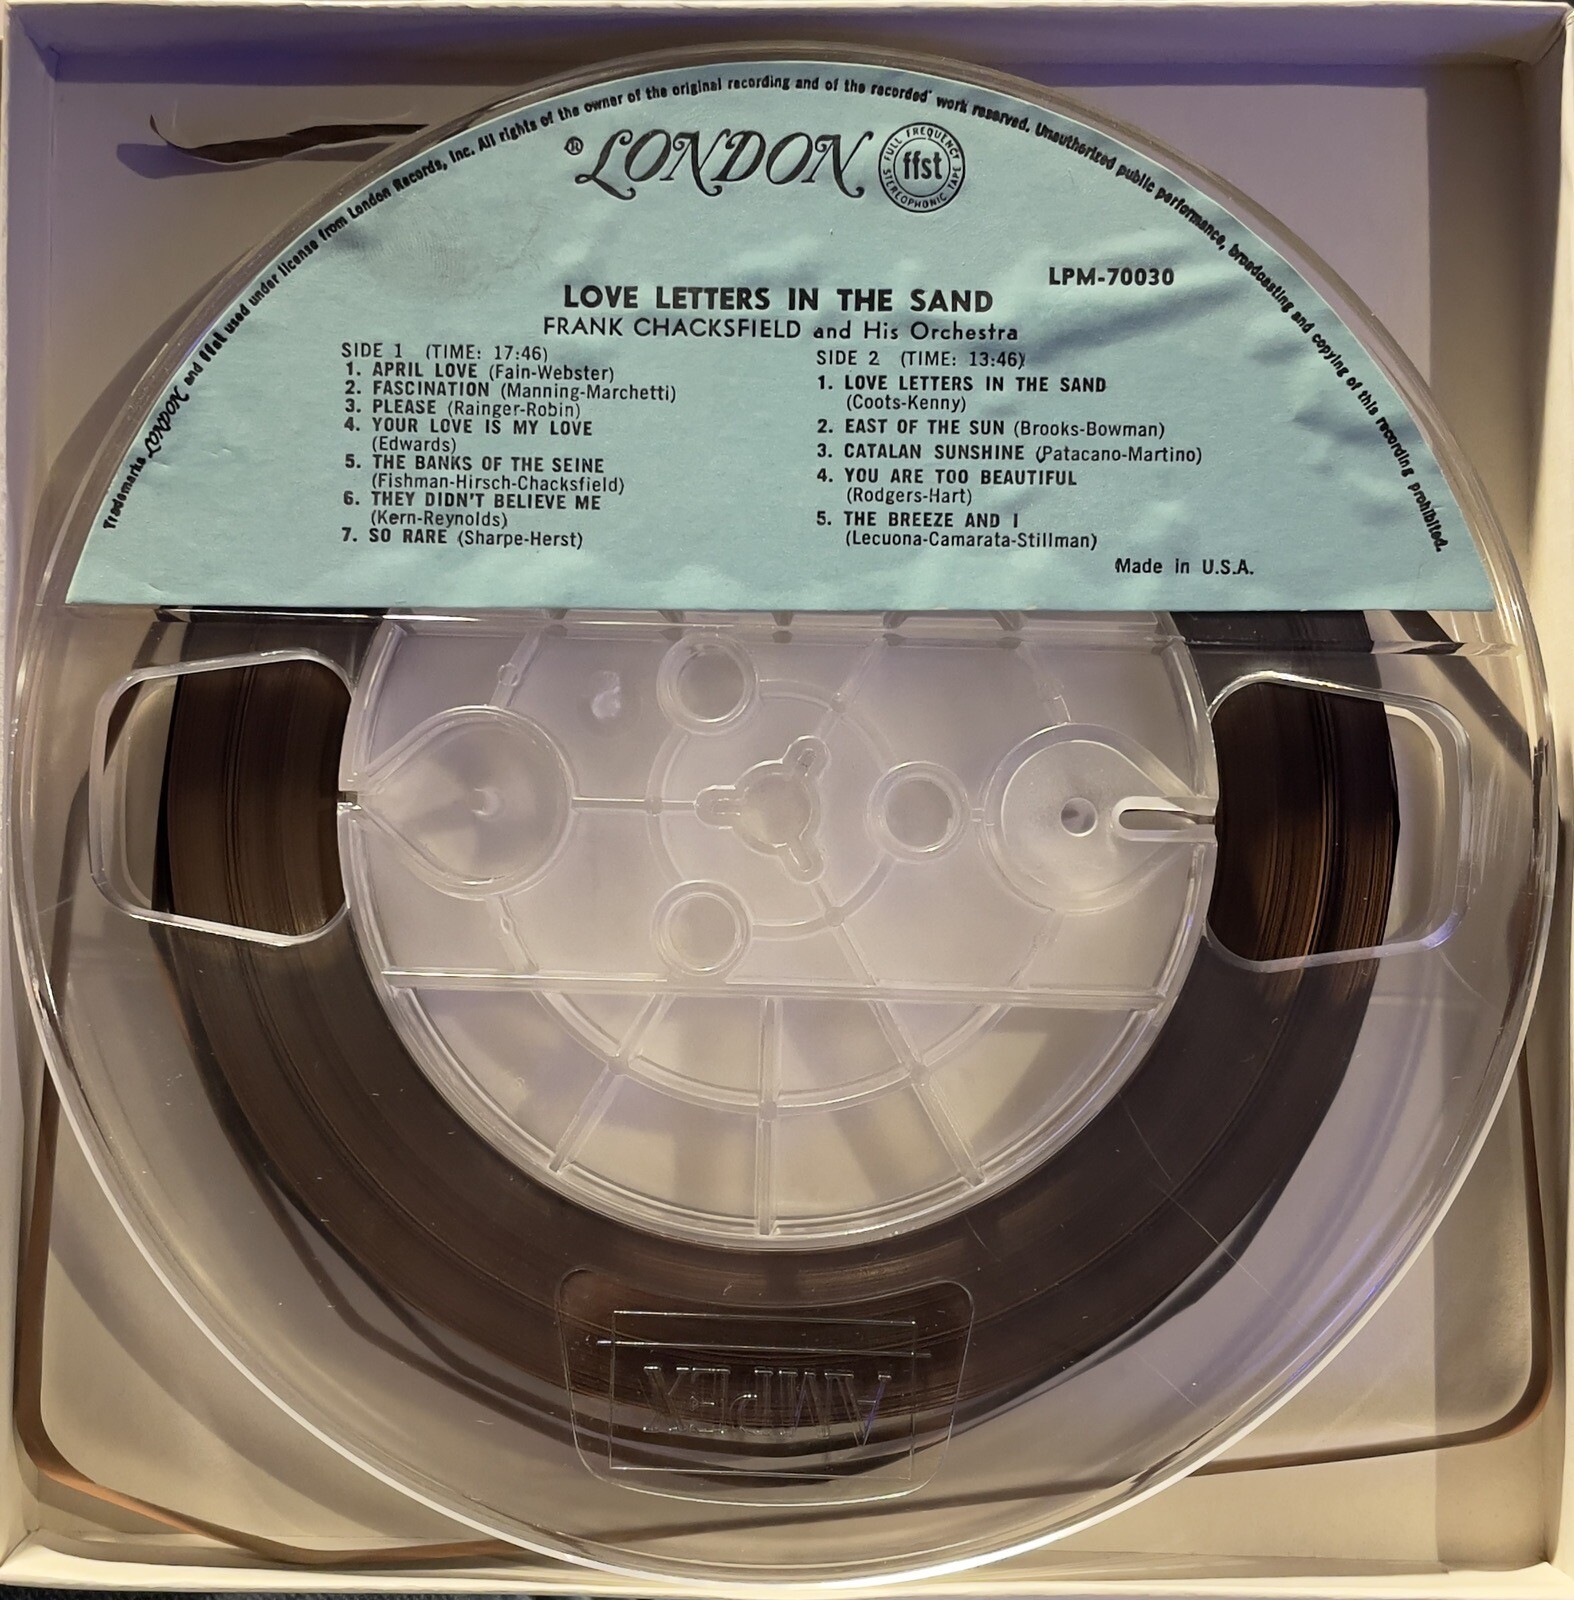 Trademarks LONDON and ffst used under license from London Records, Inc. All rights of the owner of the original recording and of the recorded work reserved. Unauthorized public performance, broadcasting and copying of this recording prohibited.
® LONDON
FULL FREQUENCY
ffst
STEREOPHONIC TAPE
LPM-70030
LOVE LETTERS IN THE SAND
FRANK CHACKSFIELD and His Orchestra
SIDE 1 (TIME: 17:46)
1. APRIL LOVE (Fain-Webster)
2. FASCINATION (Manning-Marchetti)
3. PLEASE (Rainger-Robin)
4. YOUR LOVE IS MY LOVE
(Edwards)
5. THE BANKS OF THE SEINE
(Fishman-Hirsch-Chacksfield)
6. THEY DIDN'T BELIEVE ME
(Kern-Reynolds)
7. SO RARE (Sharpe-Herst)
SIDE 2 (TIME: 13:46)
1. LOVE LETTERS IN THE SAND
(Coots-Kenny)
2. EAST OF THE SUN (Brooks-Bowman)
3. CATALAN SUNSHINE (Patacano-Martino)
4. YOU ARE TOO BEAUTIFUL
(Rodgers-Hart)
5. THE BREEZE AND I
(Lecuona-Camarata-Stillman)
Made in U.S.A.
AMPEX